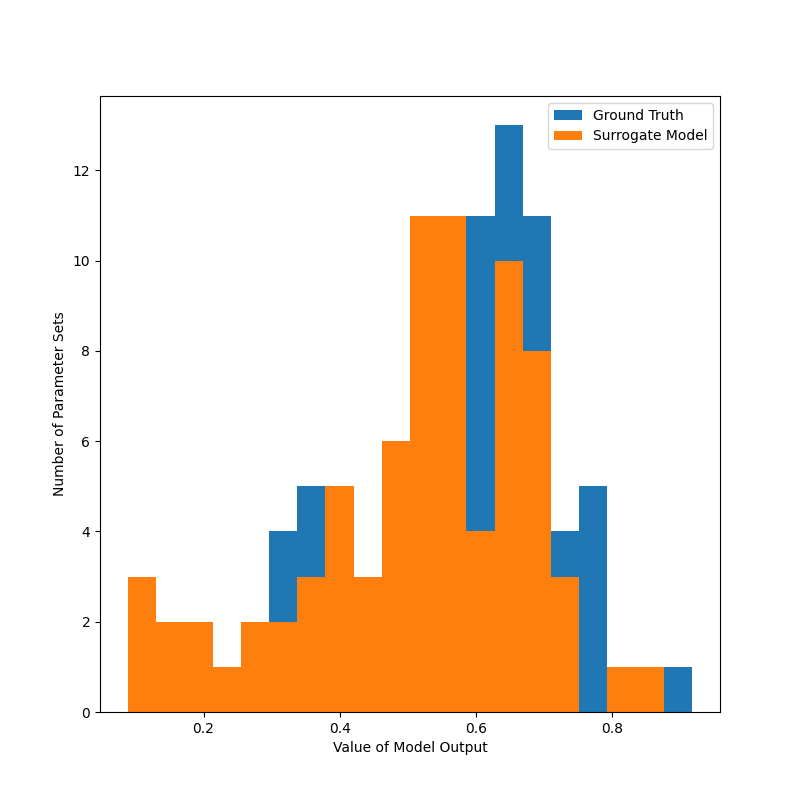 Ground Truth
Surrogate Model
12
10
8
6
4
2
0
Number of Parameter Sets
0.2 0.4 0.6 0.8
Value of Model Output